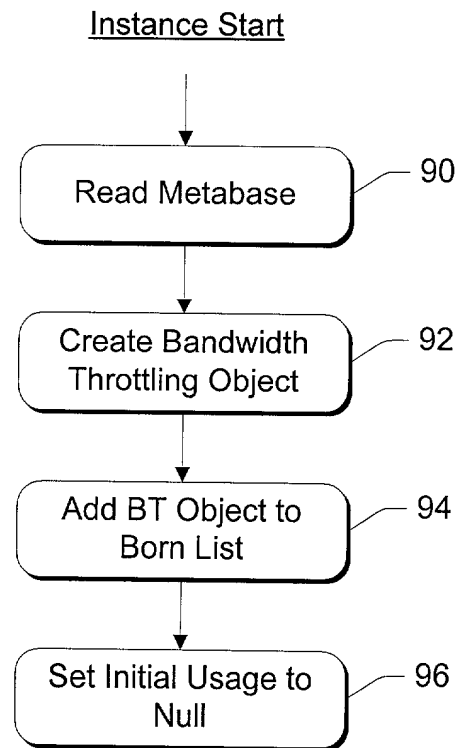 Instance Start
Read Metabase
90
Create Bandwidth
Throttling Object
92
Add BT Object to
Born List
94
Set Initial Usage to
Null
96